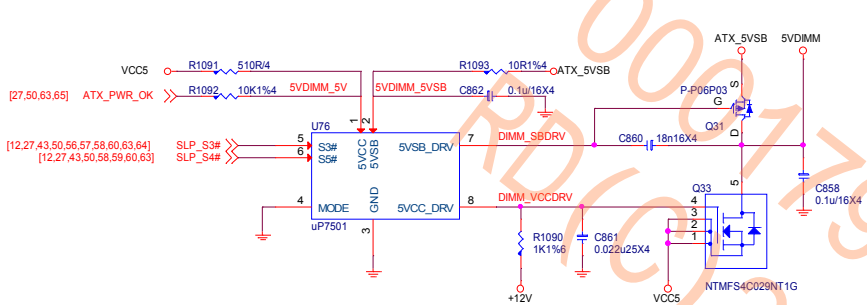 ATX_5VSB 5VDIMM
VCC5 R1091 510R/4 R1093 10R1%4 ATX_5VSB
[27,50,63,65] ATX_PWR_OK R1092 10K1%4 5VDIMM_5V 5VDIMM_5VSB C862 0.1u/16X4
P-P06P03
S
G
Q31
D
1 2
U76
[12,27,43,50,56,57,58,60,63,64] SLP_S3# 5 S3# 5VCC 5VSB 5VSB_DRV 7 DIMM_SBDRV C860 18n16X4
[12,27,43,50,58,59,60,63] SLP_S4# 6 S5#
4 MODE GND 5VCC_DRV 8 DIMM_VCCDRV
uP7501
3
R1090
1K1%6
+12V
C861
0.022u25X4
Q33
5
4
3
2
1
VCC5
NTMFS4C029NT1G
C858
0.1u/16X4
000179
RD(c)